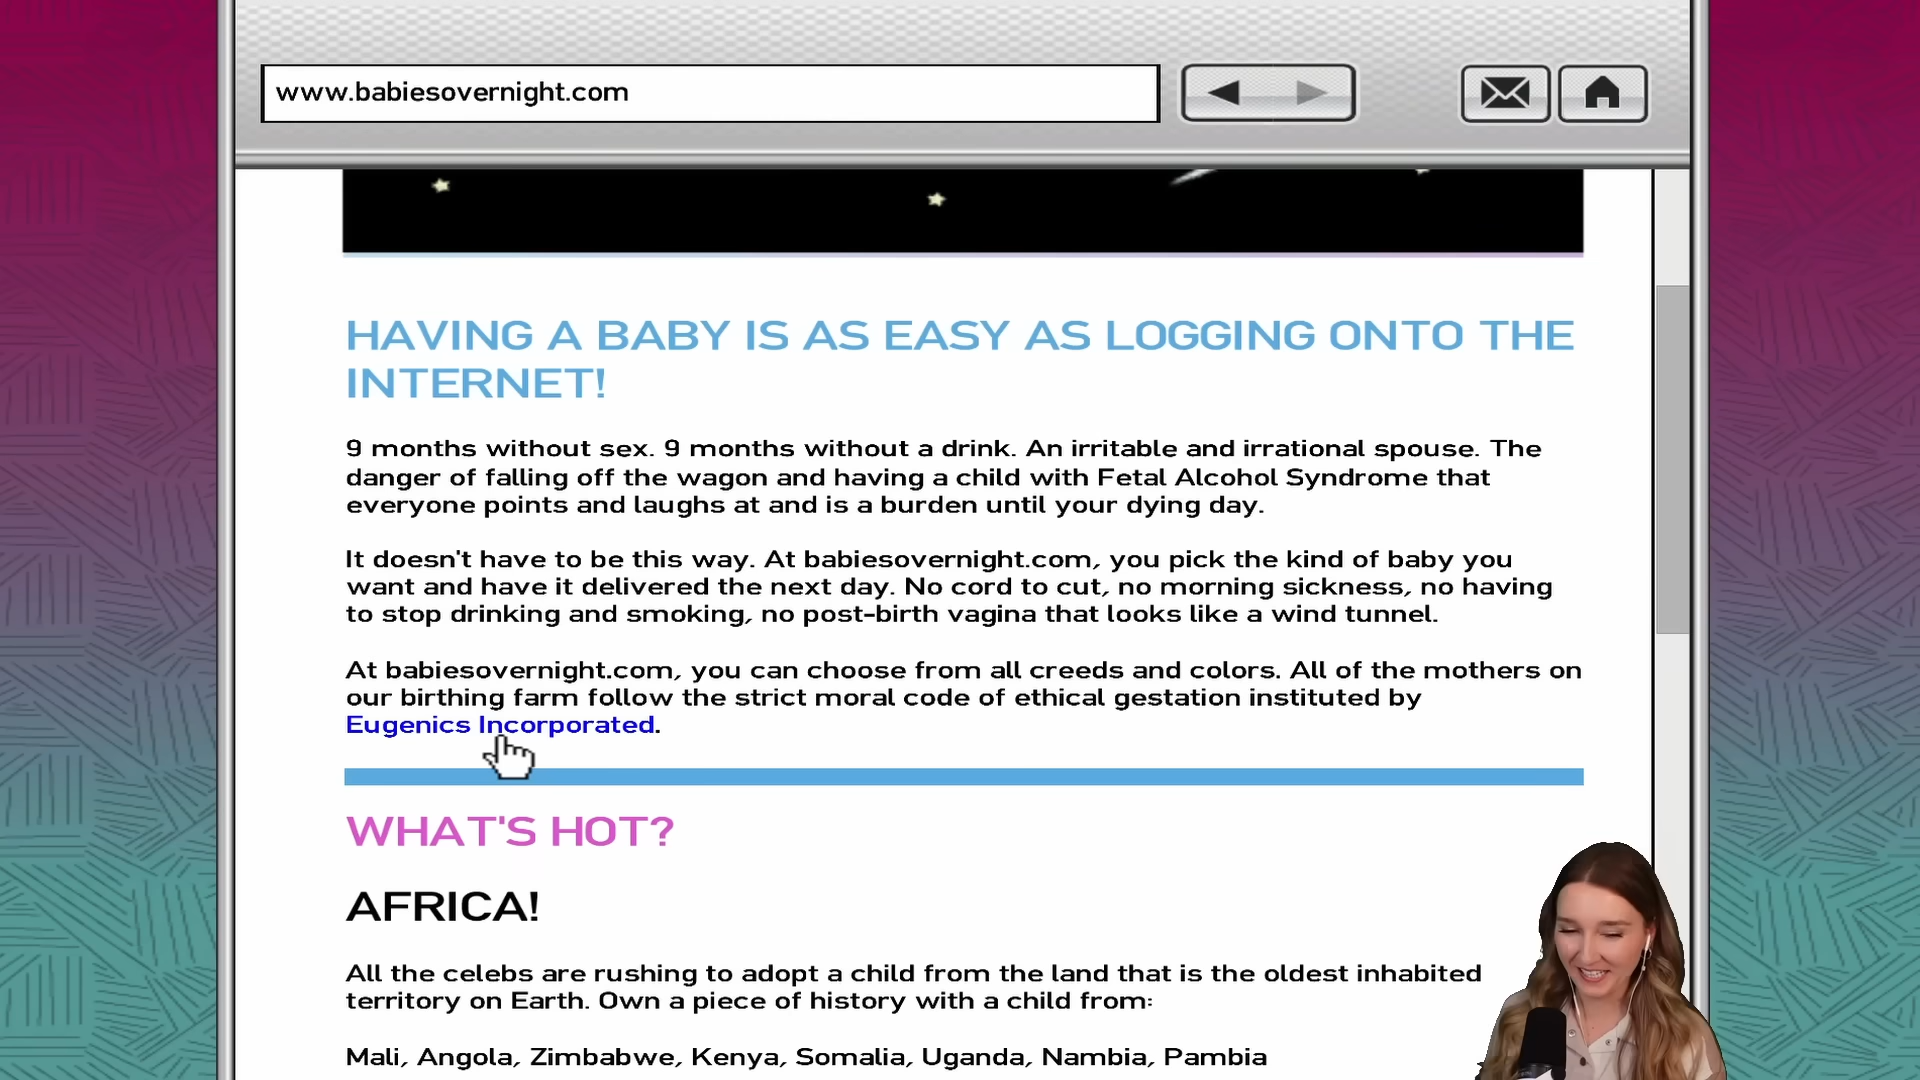 www.babiesovernight.com
HAVING A BABY IS AS EASY AS LOGGING ONTO THE
INTERNET!
9 months without sex. 9 months without a drink. An irritable and irrational spouse. The
danger of falling off the wagon and having a child with Fetal Alcohol Syndrome that
everyone points and laughs at and is a burden until your dying day.
It doesn't have to be this way. At babiesovernight.com, you pick the kind of baby you
want and have it delivered the next day. No cord to cut, no morning sickness, no having
to stop drinking and smoking, no post-birth vagina that looks like a wind tunnel.
At babiesovernight.com, you can choose from all creeds and colors. All of the mothers on
our birthing farm follow the strict moral code of ethical gestation instituted by
Eugenics Incorporated.
WHAT'S HOT?
AFRICA!
All the celebs are rushing to adopt a child from the land that is the oldest inhabited
territory on Earth. Own a piece of history with a child from:
Mali, Angola, Zimbabwe, Kenya, Somalia, Uganda, Nambia, Pambia